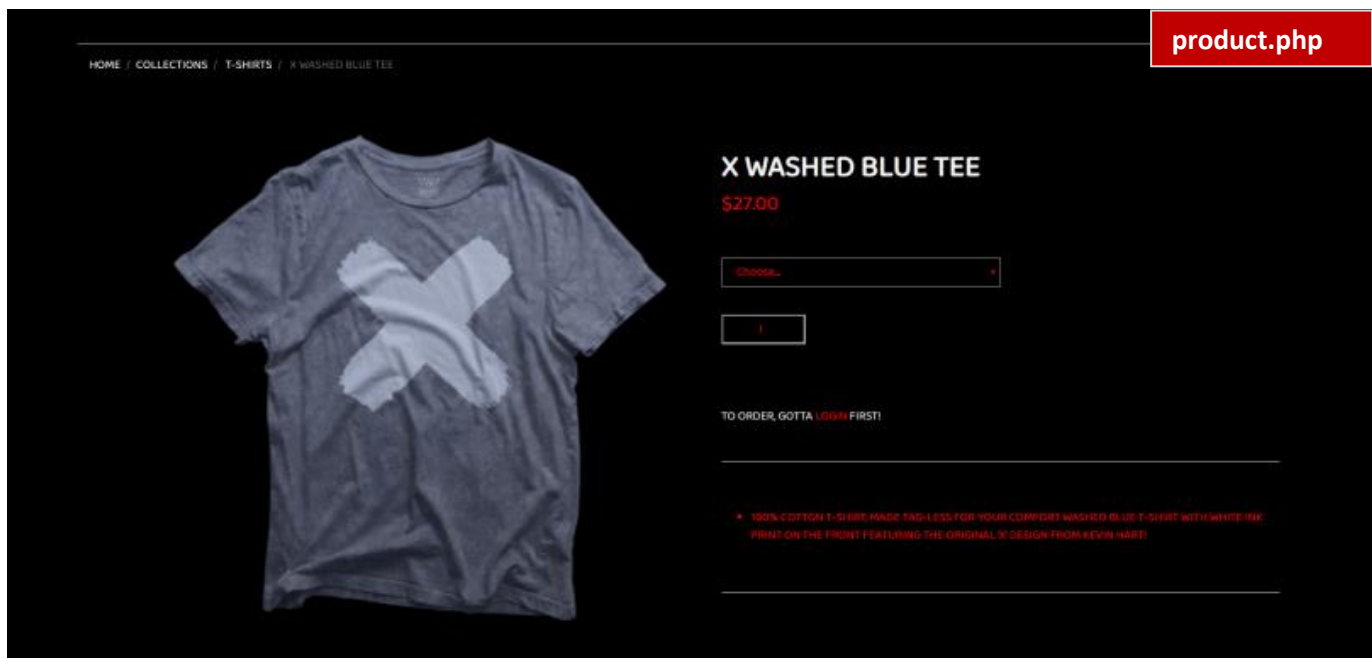 product.php
HOME / COLLECTIONS / T-SHIRTS / X WASHED BLUE TEE
X WASHED BLUE TEE
$27.00
Choose...
1
TO ORDER, GOTTA LOGIN FIRST!
• 100% COTTON T-SHIRT, MADE TAG-LESS FOR YOUR COMFORT WASHED BLUE T-SHIRT WITH WHITE INK
PRINT ON THE FRONT FEATURING THE ORIGINAL 'X' DESIGN FROM KEVIN HART!